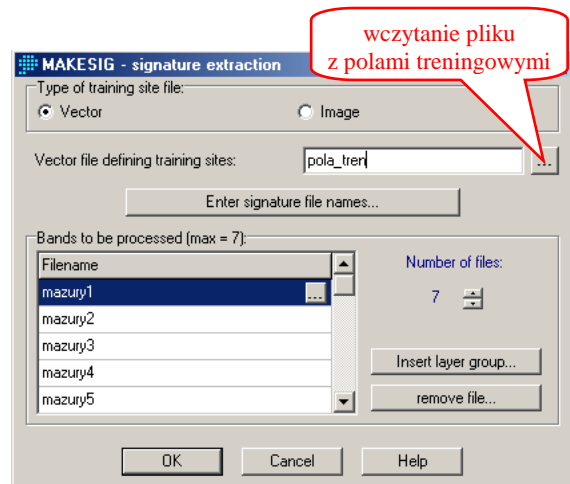 wczytanie pliku
z polami treningowymi
MAKESIG - signature extraction
Type of training site file:
Vector
Image
Vector file defining training sites:
pola_tren
...
Enter signature file names...
Bands to be processed (max = 7):
Filename
Number of files:
mazury1
...
7
mazury2
mazury3
mazury4
Insert layer group...
mazury5
remove file...
OK
Cancel
Help